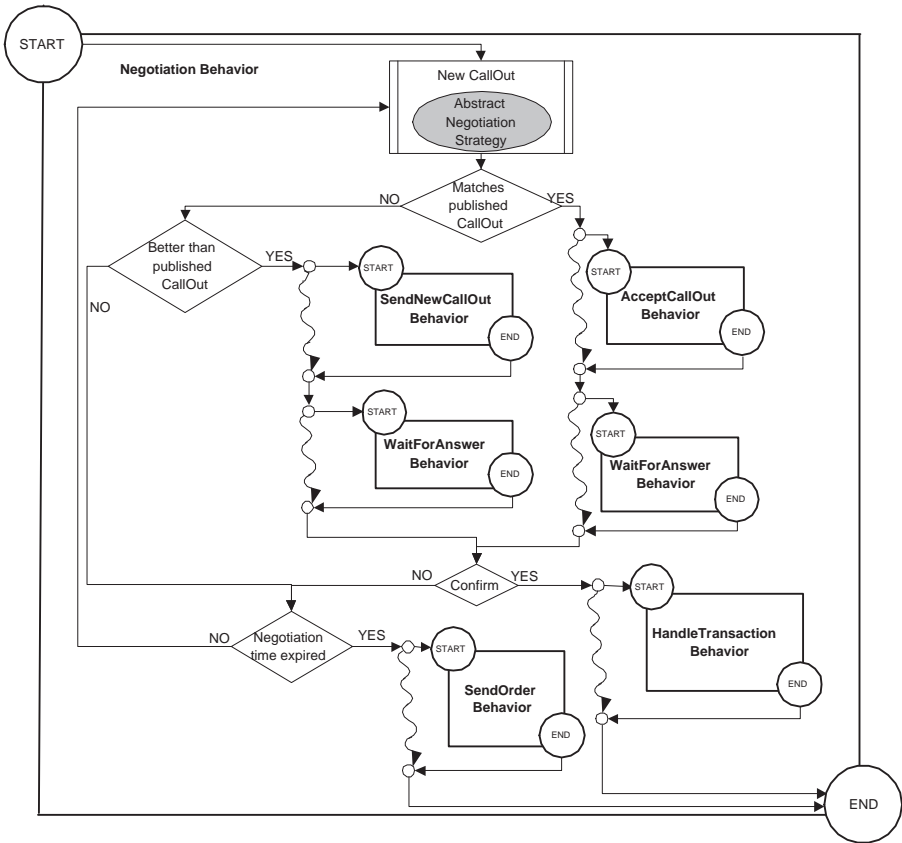 START
Negotiation Behavior
New CallOut
Abstract
Negotiation
Strategy
NO
Matches
published
CallOut
YES
Better than
published
CallOut
YES
NO
START
SendNewCallOut
Behavior
END
START
AcceptCallOut
Behavior
END
START
WaitForAnswer
Behavior
END
START
WaitForAnswer
Behavior
END
NO
Confirm
YES
START
HandleTransaction
Behavior
END
NO
Negotiation
time expired
YES
START
SendOrder
Behavior
END
END